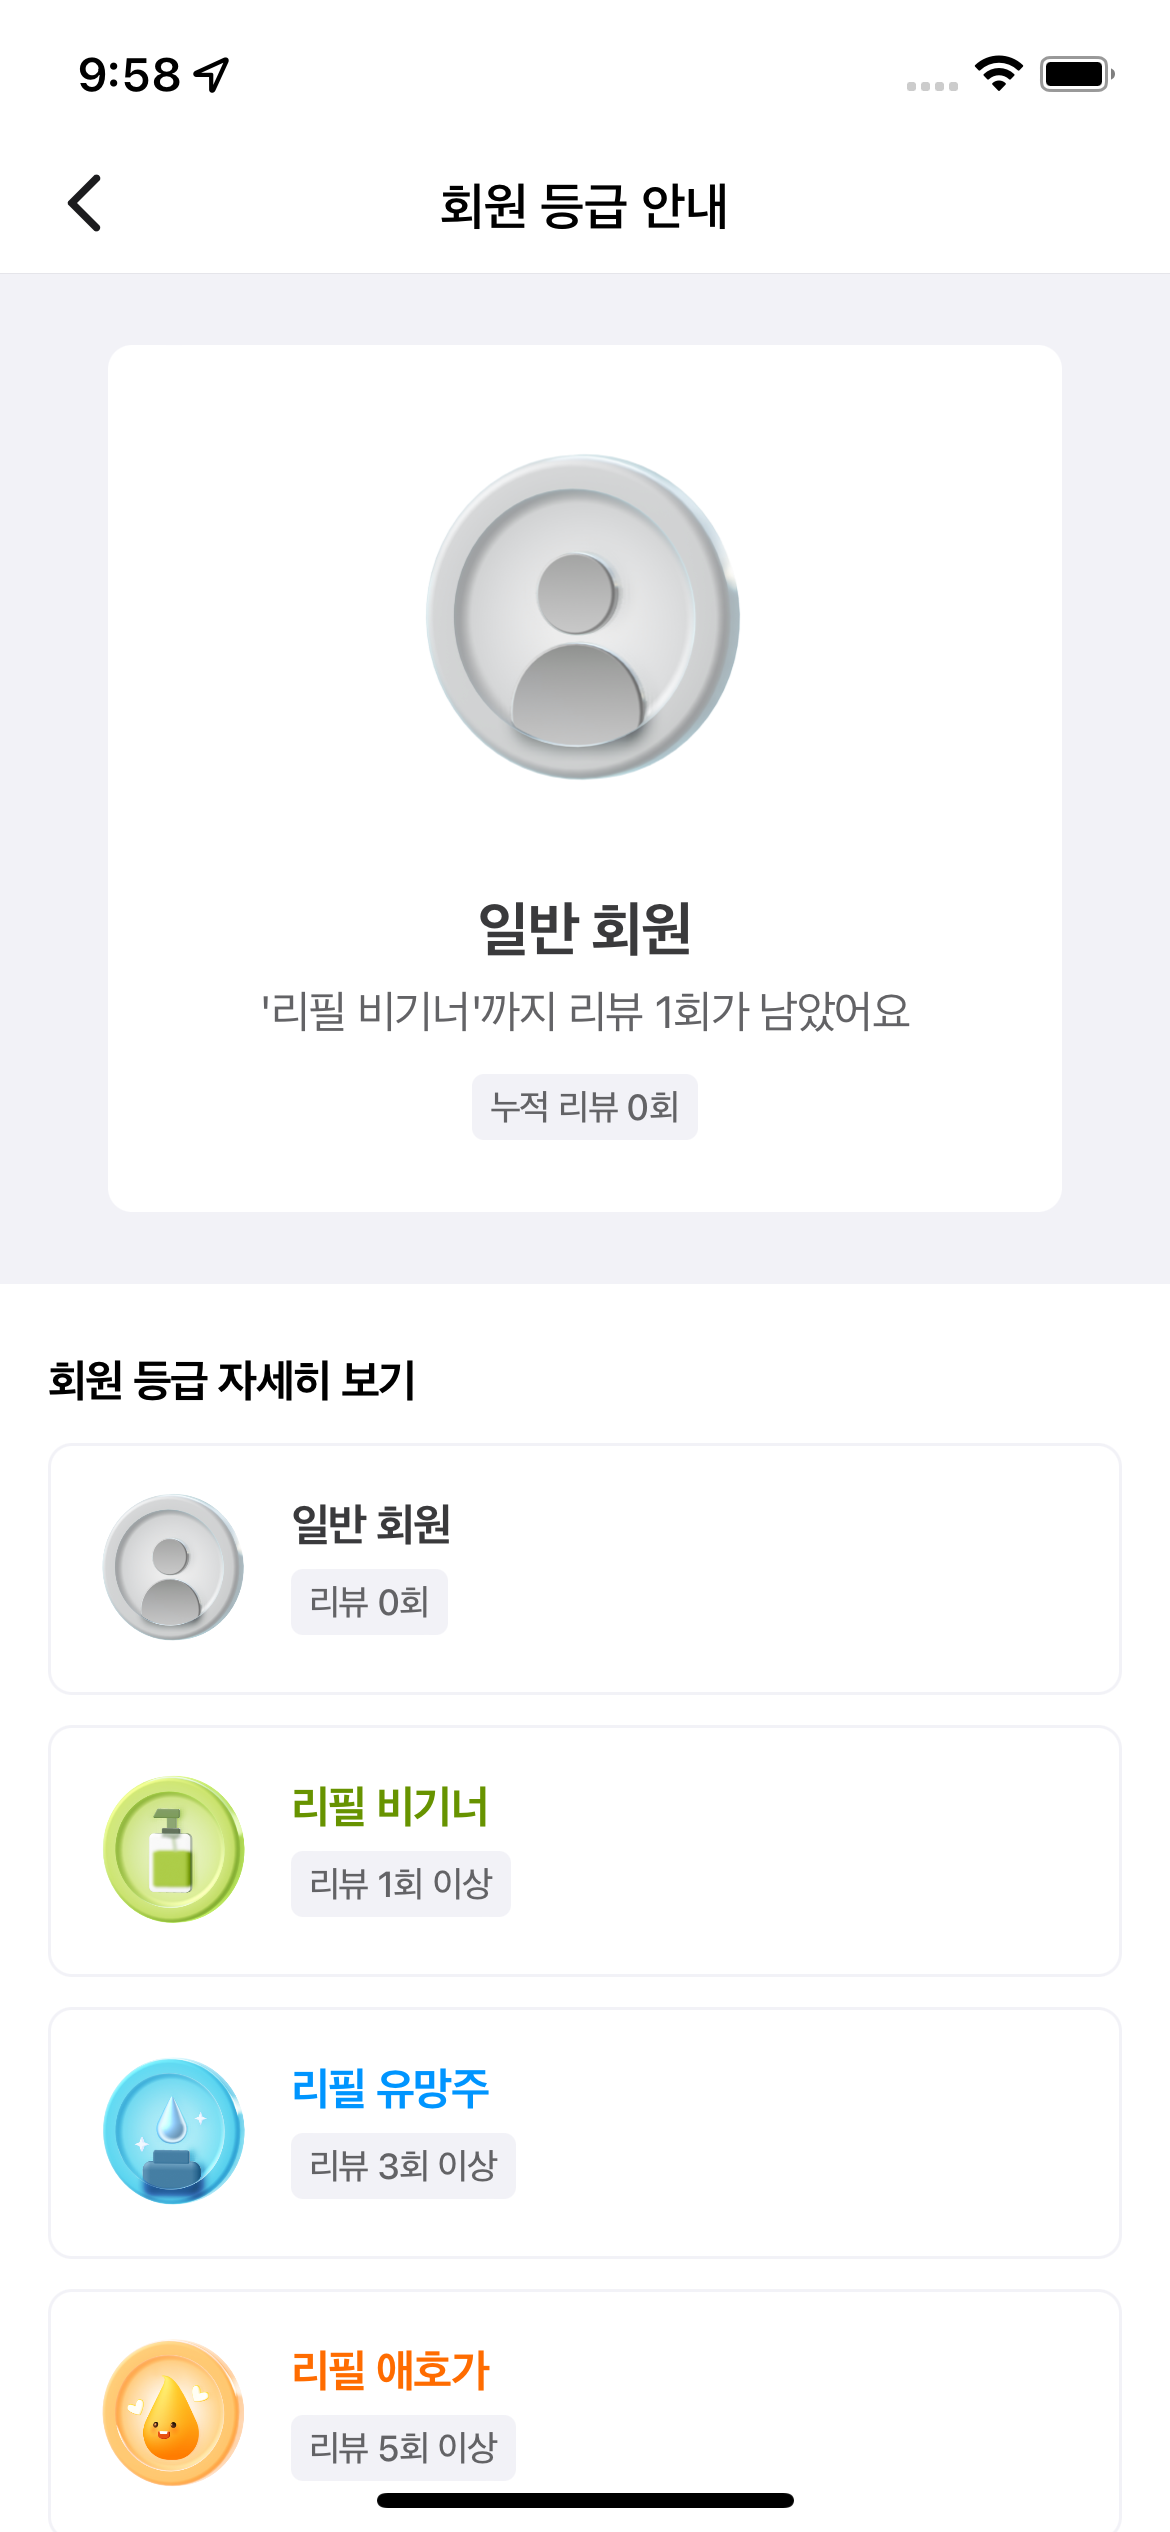 9:58
회원 등급 안내
일반 회원
'리필 비기너'까지 리뷰 1회가 남았어요
누적 리뷰 0회
회원 등급 자세히 보기
일반 회원
리뷰 0회
리필 비기너
리뷰 1회 이상
리필 유망주
리뷰 3회 이상
리필 애호가
리뷰 5회 이상